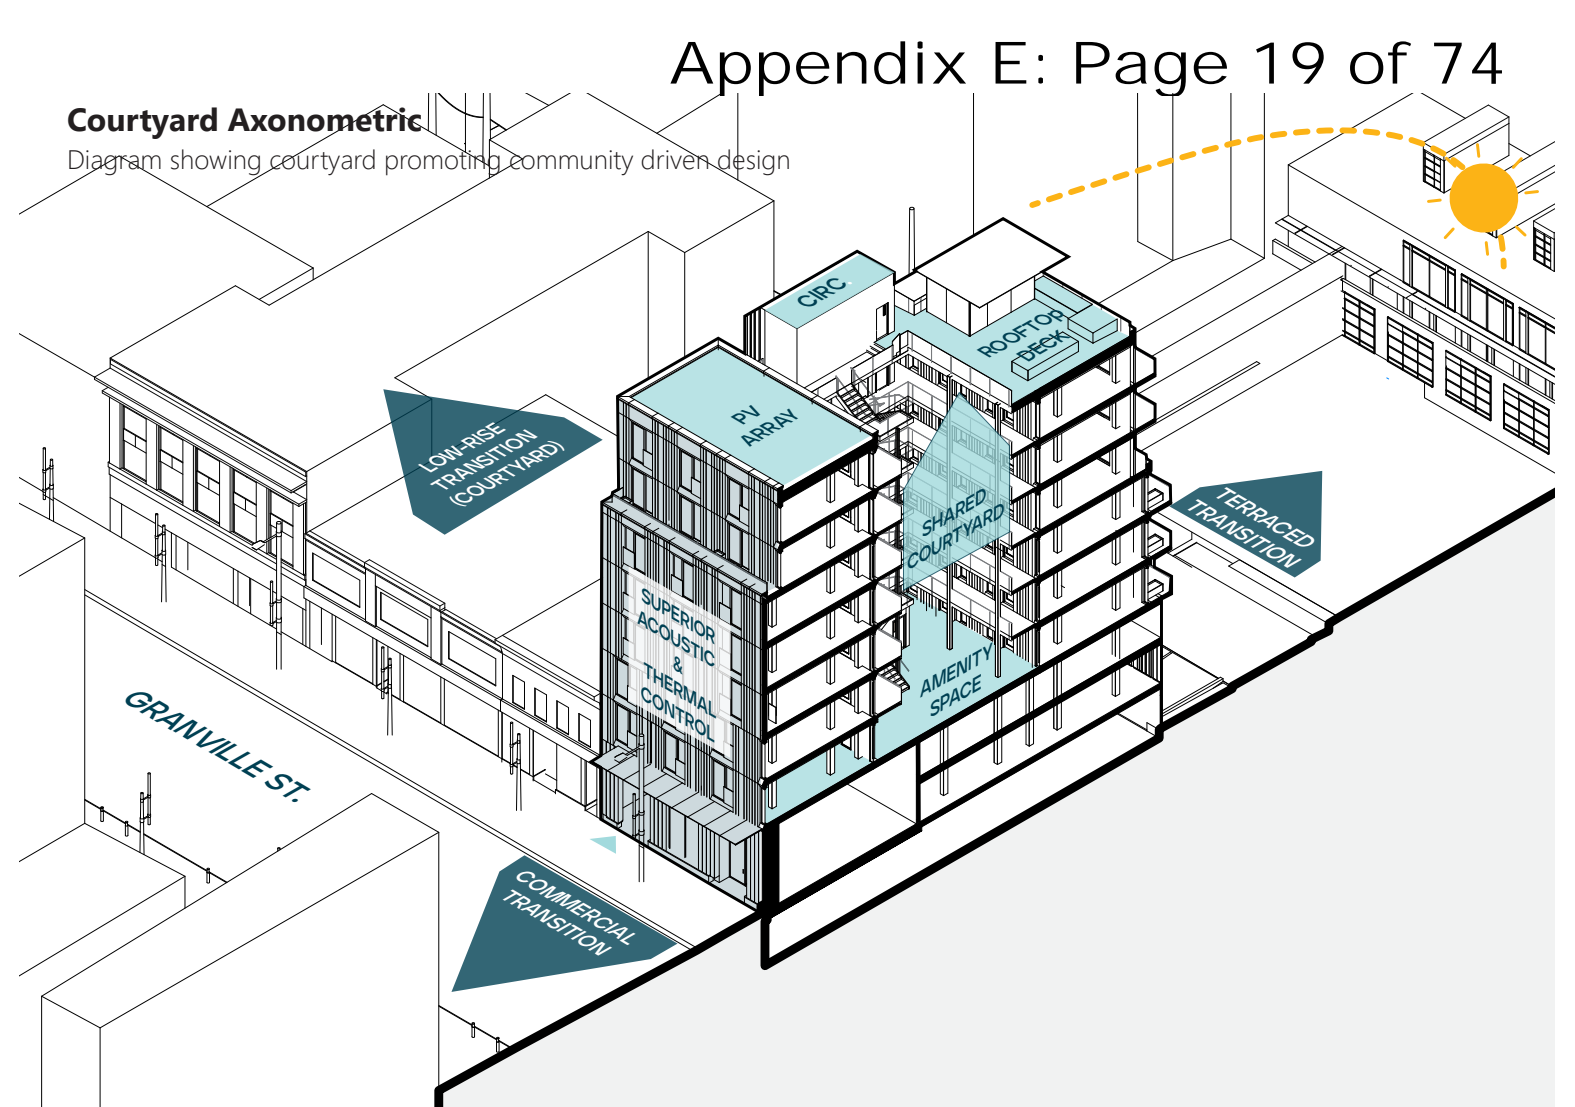 Appendix E: Page 19 of 74
Courtyard Axonometric
Diagram showing courtyard promoting community driven design
CIRC.
ROOFTOP
DECK
PV
ARRAY
LOW-RISE
TRANSITION
(COURTYARD)
SHARED
COURTYARD
TERRACED
TRANSITION
SUPERIOR
ACOUSTIC
&
THERMAL
CONTROL
AMENITY
SPACE
GRANVILLE ST.
COMMERCIAL
TRANSITION